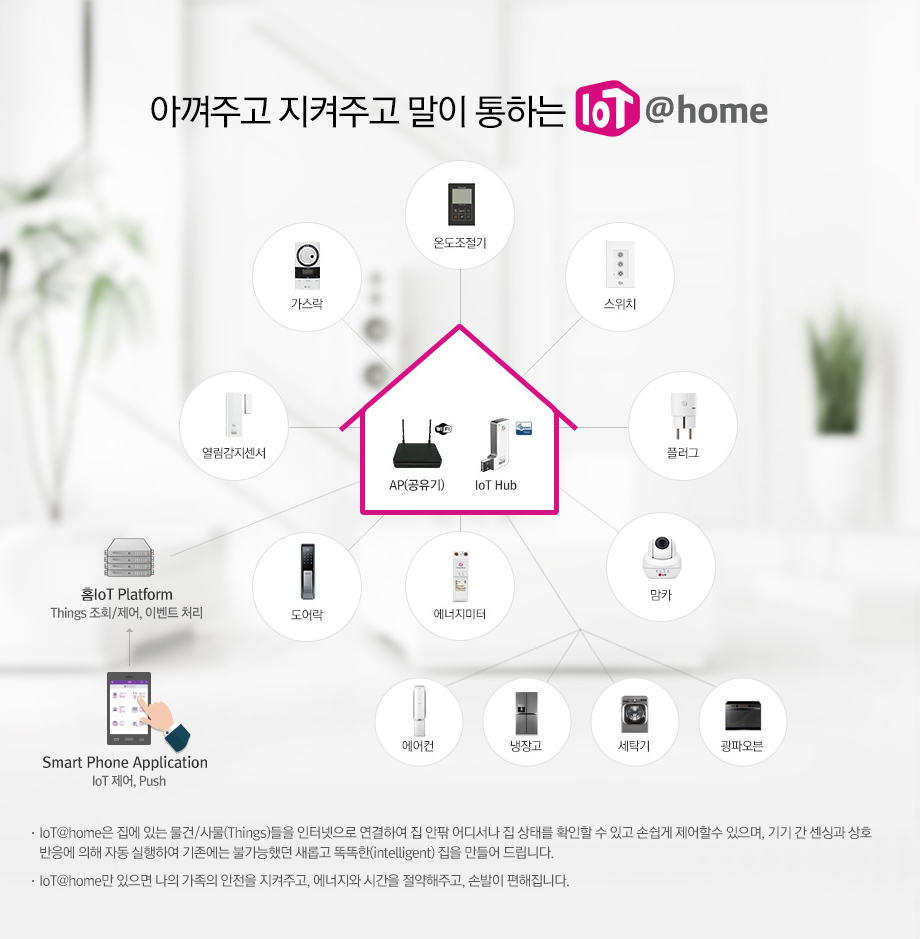 아껴주고 지켜주고 말이 통하는 IoT @home
온도조절기
가스락
스위치
열림감지센서
플러그
WiFi
AP(공유기)
IoT Hub
홈IoT Platform
Things 조회/제어, 이벤트 처리
도어락
에너지미터
맘카
Smart Phone Application
IoT 제어, Push
에어컨
냉장고
세탁기
광파오븐
· IoT@home은 집에 있는 물건/사물(Things)들을 인터넷으로 연결하여 집 안팎 어디서나 집 상태를 확인할 수 있고 손쉽게 제어할수 있으며, 기기 간 센싱과 상호
반응에 의해 자동 실행하여 기존에는 불가능했던 새롭고 똑똑한(intelligent) 집을 만들어 드립니다.
· IoT@home만 있으면 나의 가족의 안전을 지켜주고, 에너지와 시간을 절약해주고, 손발이 편해집니다.